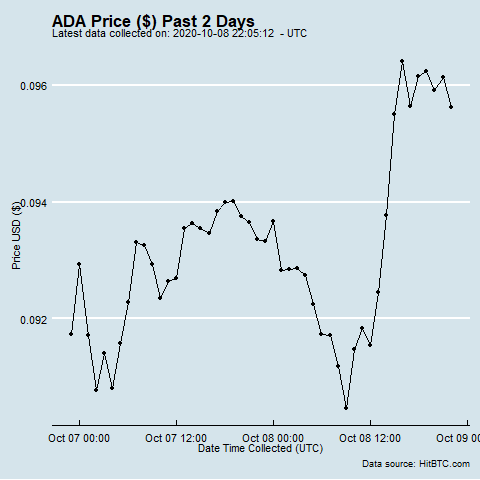 ADA Price ($) Past 2 Days
Latest data collected on: 2020-10-08 22:05:12 - UTC
0.096
0.094
0.092
Price USD ($)
Oct 07 00:00
Oct 07 12:00
Oct 08 00:00
Oct 08 12:00
Oct 09 0
Date Time Collected (UTC)
Data source: HitBTC.com